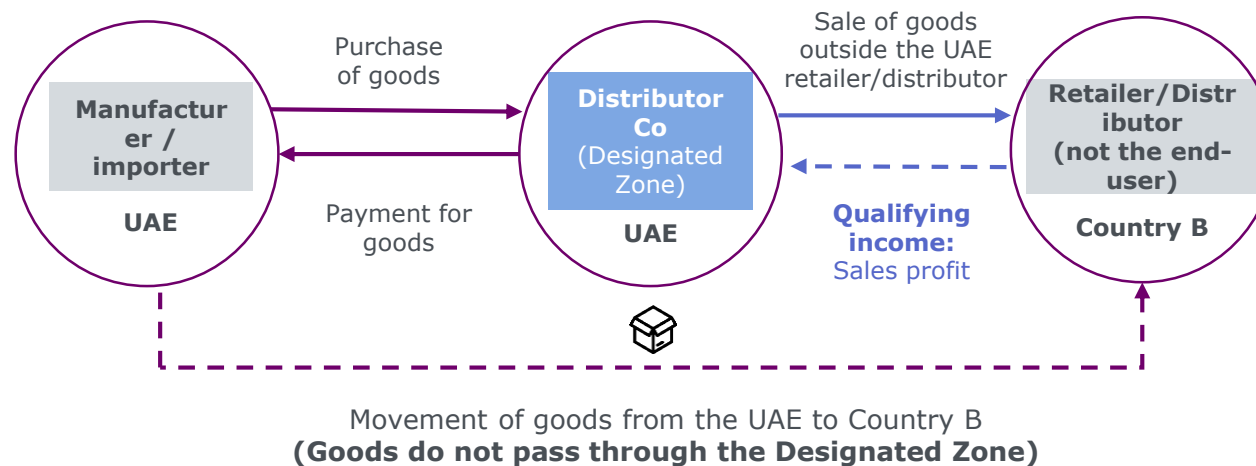 Purchase
of goods
Sale of goods
outside the UAE
retailer/distributor
Manufactur
er /
importer
UAE
Distributor
Co
(Designated
Zone)
UAE
Retailer/Distr
ibutor
(not the end-
user)
Country B
Payment for
goods
Qualifying
income:
Sales profit
Movement of goods from the UAE to Country B
(Goods do not pass through the Designated Zone)